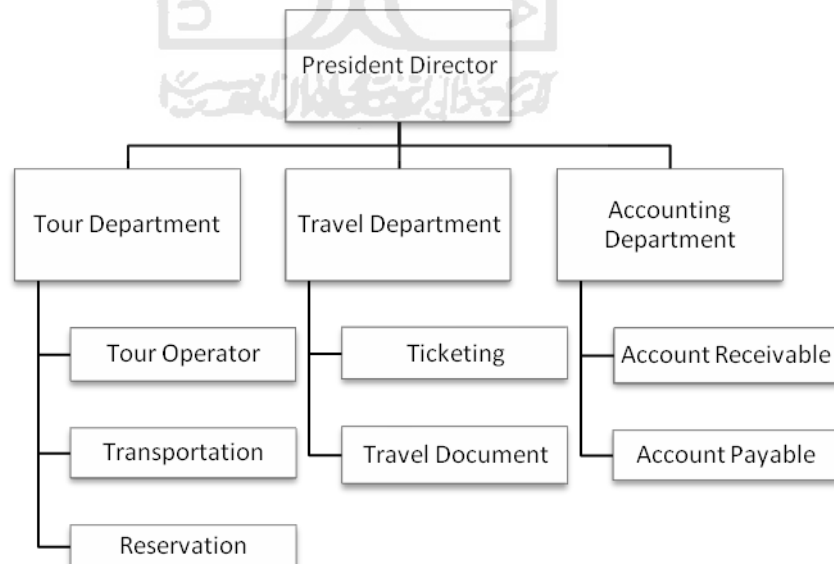 President Director
Tour Department
Travel Department
Accounting
Department
Tour Operator
Ticketing
Account Receivable
Transportation
Travel Document
Account Payable
Reservation